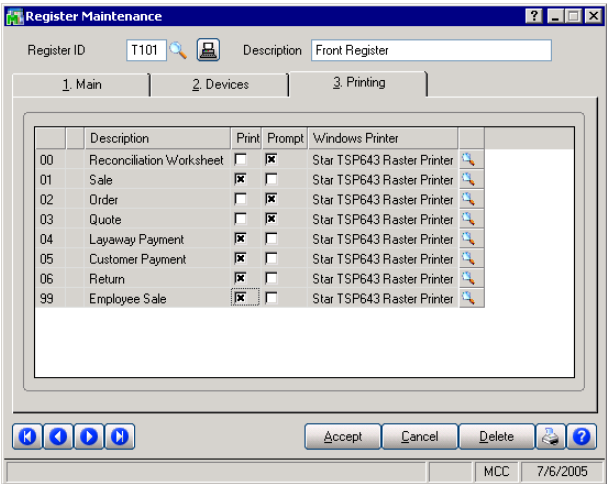 Register Maintenance
Register ID T101 Description Front Register
1. Main 2. Devices 3. Printing
Description Print Prompt Windows Printer
00 Reconciliation Worksheet Star TSP643 Raster Printer
01 Sale Star TSP643 Raster Printer
02 Order Star TSP643 Raster Printer
03 Quote Star TSP643 Raster Printer
04 Layaway Payment Star TSP643 Raster Printer
05 Customer Payment Star TSP643 Raster Printer
06 Return Star TSP643 Raster Printer
99 Employee Sale Star TSP643 Raster Printer
Accept Cancel Delete
MCC 7/6/2005